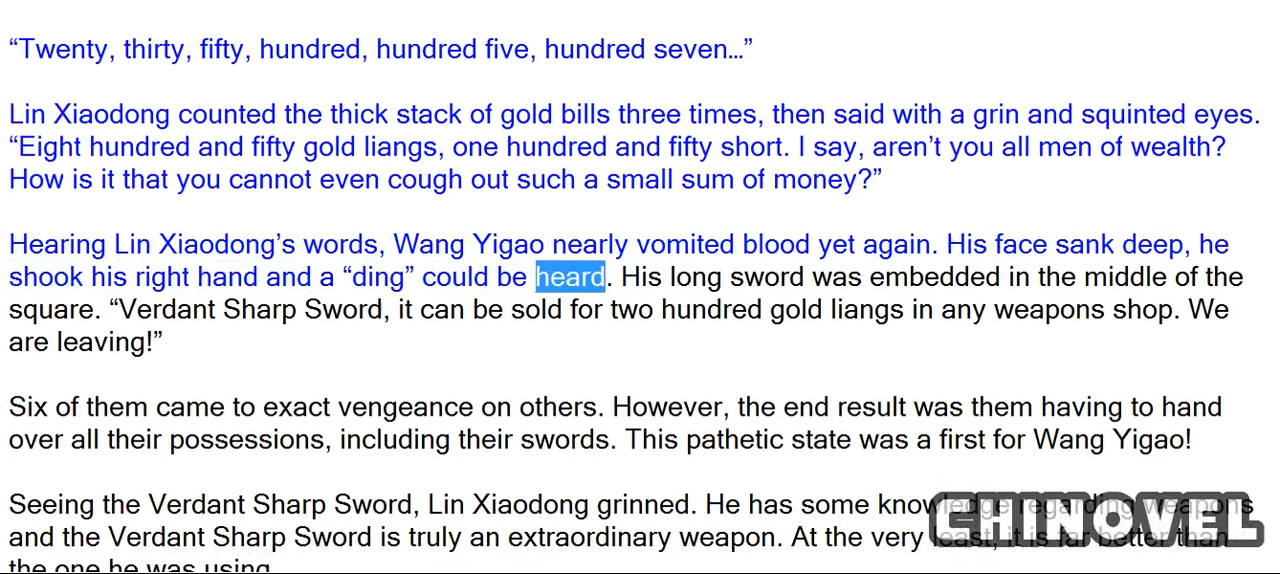 “Twenty, thirty, fifty, hundred, hundred five, hundred seven…”
Lin Xiaodong counted the thick stack of gold bills three times, then said with a grin and squinted eyes.
“Eight hundred and fifty gold liangs, one hundred and fifty short. I say, aren’t you all men of wealth?
How is it that you cannot even cough out such a small sum of money?”
Hearing Lin Xiaodong’s words, Wang Yigao nearly vomited blood yet again. His face sank deep, he
shook his right hand and a “ding” could be heard. His long sword was embedded in the middle of the
square. “Verdant Sharp Sword, it can be sold for two hundred gold liangs in any weapons shop. We
are leaving!”
Six of them came to exact vengeance on others. However, the end result was them having to hand
over all their possessions, including their swords. This pathetic state was a first for Wang Yigao!
Seeing the Verdant Sharp Sword, Lin Xiaodong grinned. He has some knowledge regarding weapons
and the Verdant Sharp Sword is truly an extraordinary weapon. At the very least, it is far better than
the one he was using.
CHINOVEL